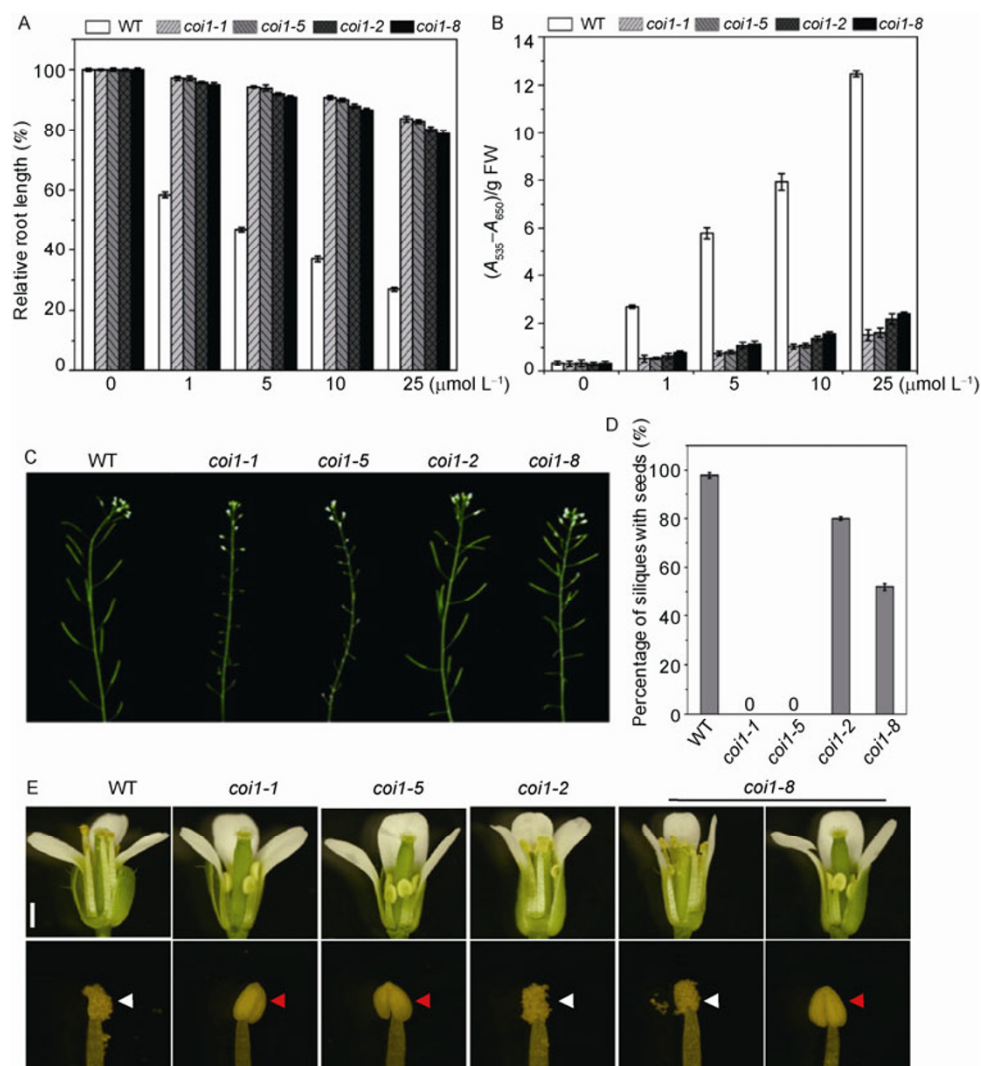 A WT coi1-1 coi1-5 coi1-2 coi1-8
Relative root length (%)
100
80
60
40
20
0
0 1 5 10 25 (μmol L⁻¹)
B WT coi1-1 coi1-5 coi1-2 coi1-8
(A₅₃₅–A₆₅₀)/g FW
14
12
10
8
6
4
2
0
0 1 5 10 25 (μmol L⁻¹)
C WT coi1-1 coi1-5 coi1-2 coi1-8
D
Percentage of siliques with seeds (%)
100
80
60
40
20
0
0 0
WT coi1-1 coi1-5 coi1-2 coi1-8
E WT coi1-1 coi1-5 coi1-2 coi1-8